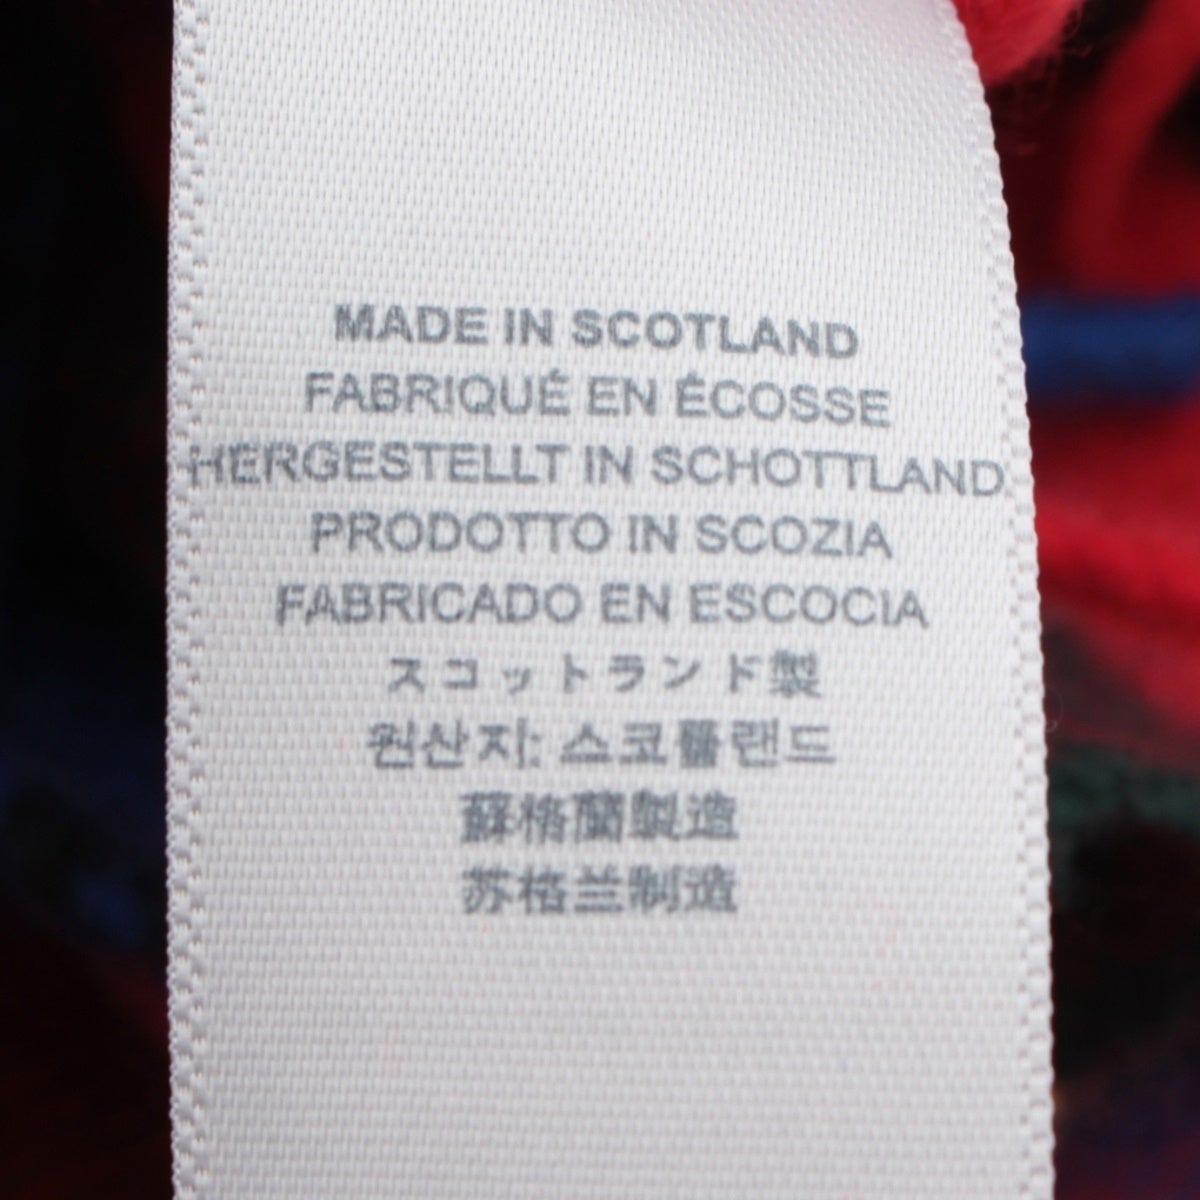 MADE IN SCOTLAND
FABRIQUÉ EN ÉCOSSE
HERGESTELLT IN SCHOTTLAND
PRODOTTO IN SCOZIA
FABRICADO EN ESCOCIA
スコットランド製
원산지: 스코틀랜드
蘇格蘭製造
苏格兰制造